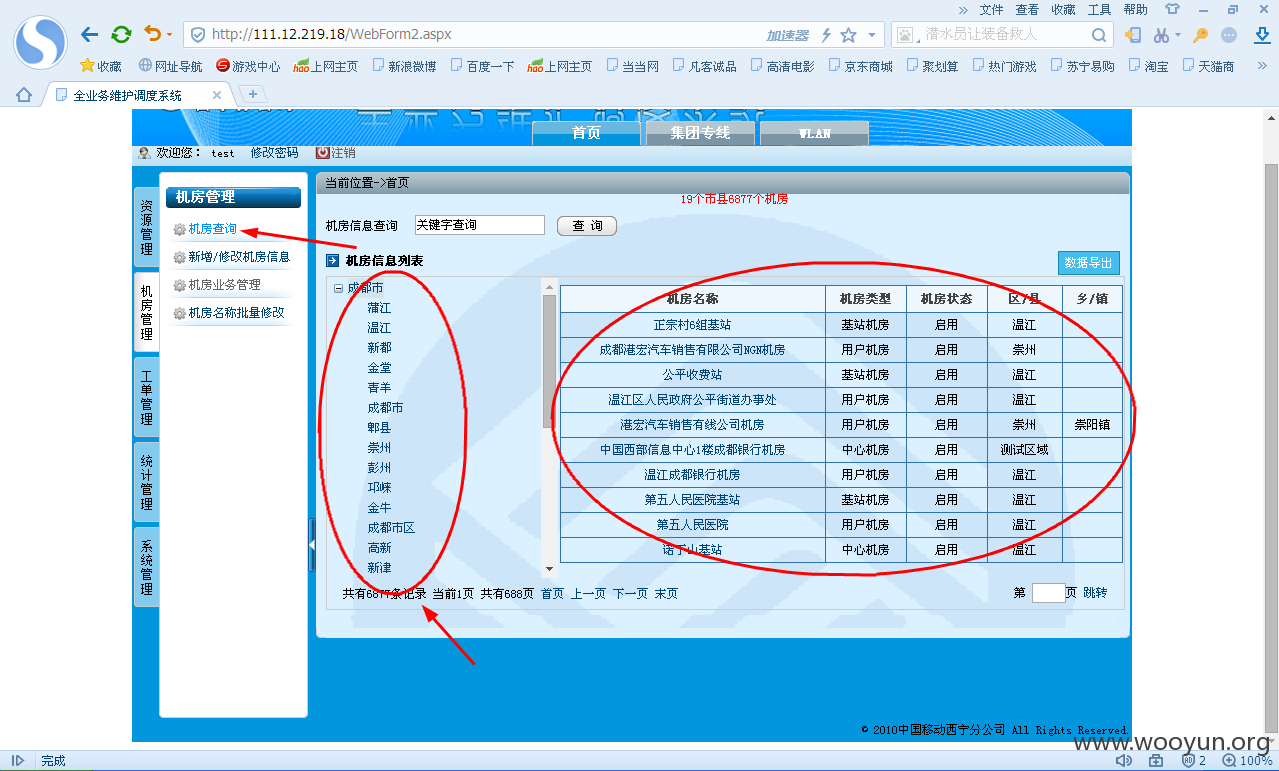 » 文件 查看 收藏 工具 帮助
http://111.12.219.18/WebForm2.aspx 加速器 潜水员让装备救人
收藏 网址导航 游戏中心 hao上网主页 新浪微博 百度一下 hao上网主页 当当网 凡客诚品 高清电影 京东商城 聚划算 热门游戏 苏宁易购 淘宝 天猫商 »
全业务维护调度系统 × +
首页 集团专线 WLAN
欢迎您： test 修改密码 注销
资源管理
机房管理
工单管理
统计管理
系统管理
机房管理
机房查询
新增/修改机房信息
机房业务管理
机房名称批量修改
当前位置->首页
19个市县6877个机房
机房信息查询 关键字查询 查 询
机房信息列表 数据导出
成都市
蒲江
温江
新都
金堂
青羊
成都市
郫县
崇州
彭州
邛崃
金牛
成都市区
高新
新津
机房名称 机房类型 机房状态 区/县 乡/镇
正宗村6组基站 基站机房 启用 温江
成都港宏汽车销售有限公司NGN机房 用户机房 启用 崇州
公平收费站 基站机房 启用 温江
温江区人民政府公平街道办事处 用户机房 启用 温江
港宏汽车销售有线公司机房 用户机房 启用 崇州 崇阳镇
中国西部信息中心1楼成都银行机房 中心机房 启用 测试区域
温江成都银行机房 用户机房 启用 温江
第五人民医院基站 基站机房 启用 温江
第五人民医院 用户机房 启用 温江
诺丁山基站 中心机房 启用 温江
共有6877条记录 当前1页 共有688页 首页 上一页 下一页 末页 第 页 跳转
© 2010中国移动西宁分公司 All Rights Reserved.
www.wooyun.org
完成 2 100%